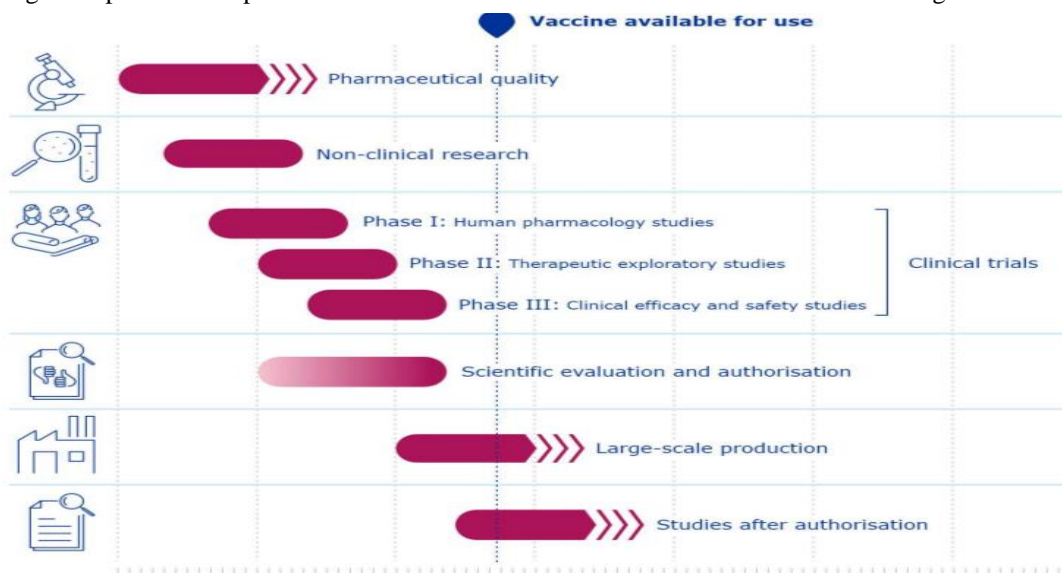 Vaccine available for use
Pharmaceutical quality
Non-clinical research
Phase I: Human pharmacology studies
Phase II: Therapeutic exploratory studies
Phase III: Clinical efficacy and safety studies
Clinical trials
Scientific evaluation and authorisation
Large-scale production
Studies after authorisation